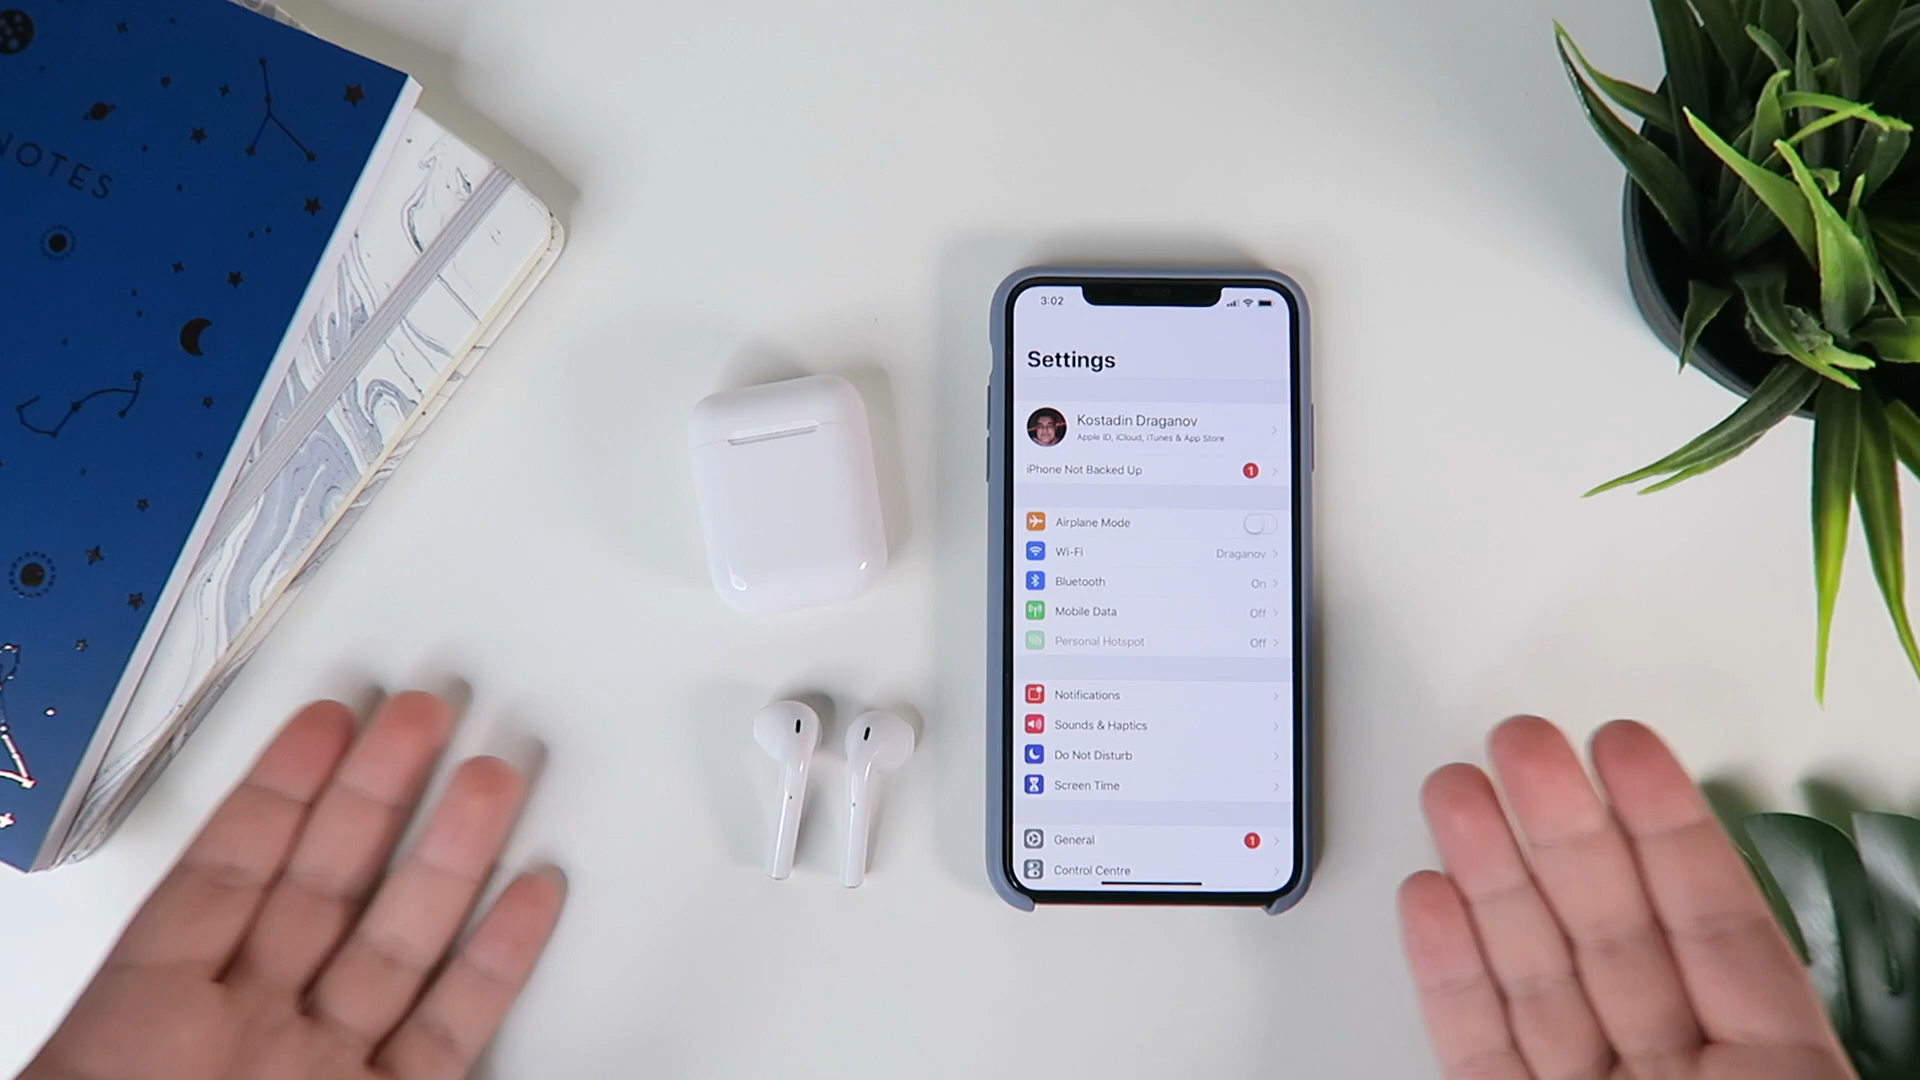 NOTES
3:02
Settings
Kostadin Draganov
Apple ID, iCloud, iTunes & App Store
iPhone Not Backed Up 1
Airplane Mode
Wi-Fi Draganov
Bluetooth On
Mobile Data Off
Personal Hotspot Off
Notifications
Sounds & Haptics
Do Not Disturb
Screen Time
General 1
Control Centre